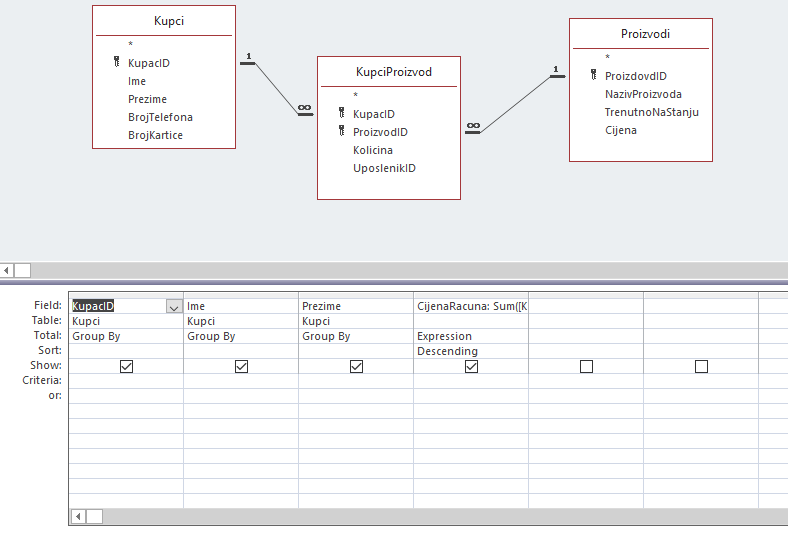 Kupci
*
KupacID
Ime
Prezime
BrojTelefona
BrojKartice
1
∞
KupciProizvod
*
KupacID
ProizvodID
Kolicina
UposlenikID
∞
1
Proizvodi
*
ProizdovdID
NazivProizvoda
TrenutnoNaStanju
Cijena
Field: KupacID Ime Prezime CijenaRacuna: Sum([K
Table: Kupci Kupci Kupci
Total: Group By Group By Group By Expression
Sort: Descending
Show:
Criteria:
or: